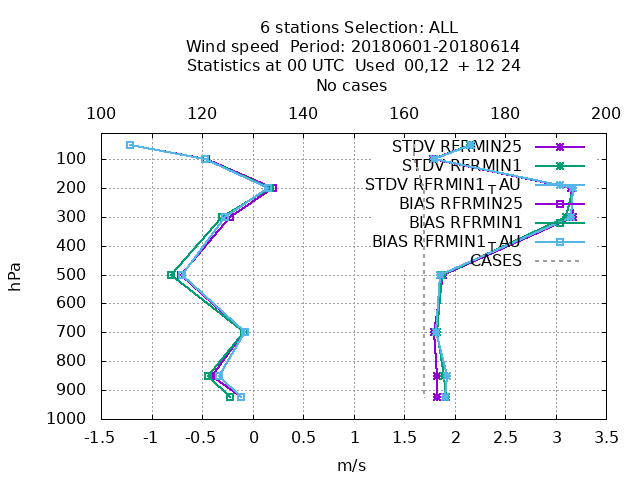 6 stations Selection: ALL
Wind speed  Period: 20180601-20180614
Statistics at 00 UTC  Used  00,12  + 12 24
No cases
100 120 140 160 180 200
STDV RFRMIN25
STDV RFRMIN1
STDV RFRMIN1_AU
BIAS RFRMIN25
BIAS RFRMIN1
BIAS RFRMIN1_AU
CASES
hPa
100
200
300
400
500
600
700
800
900
1000
-1.5 -1 -0.5 0 0.5 1 1.5 2 2.5 3 3.5
m/s